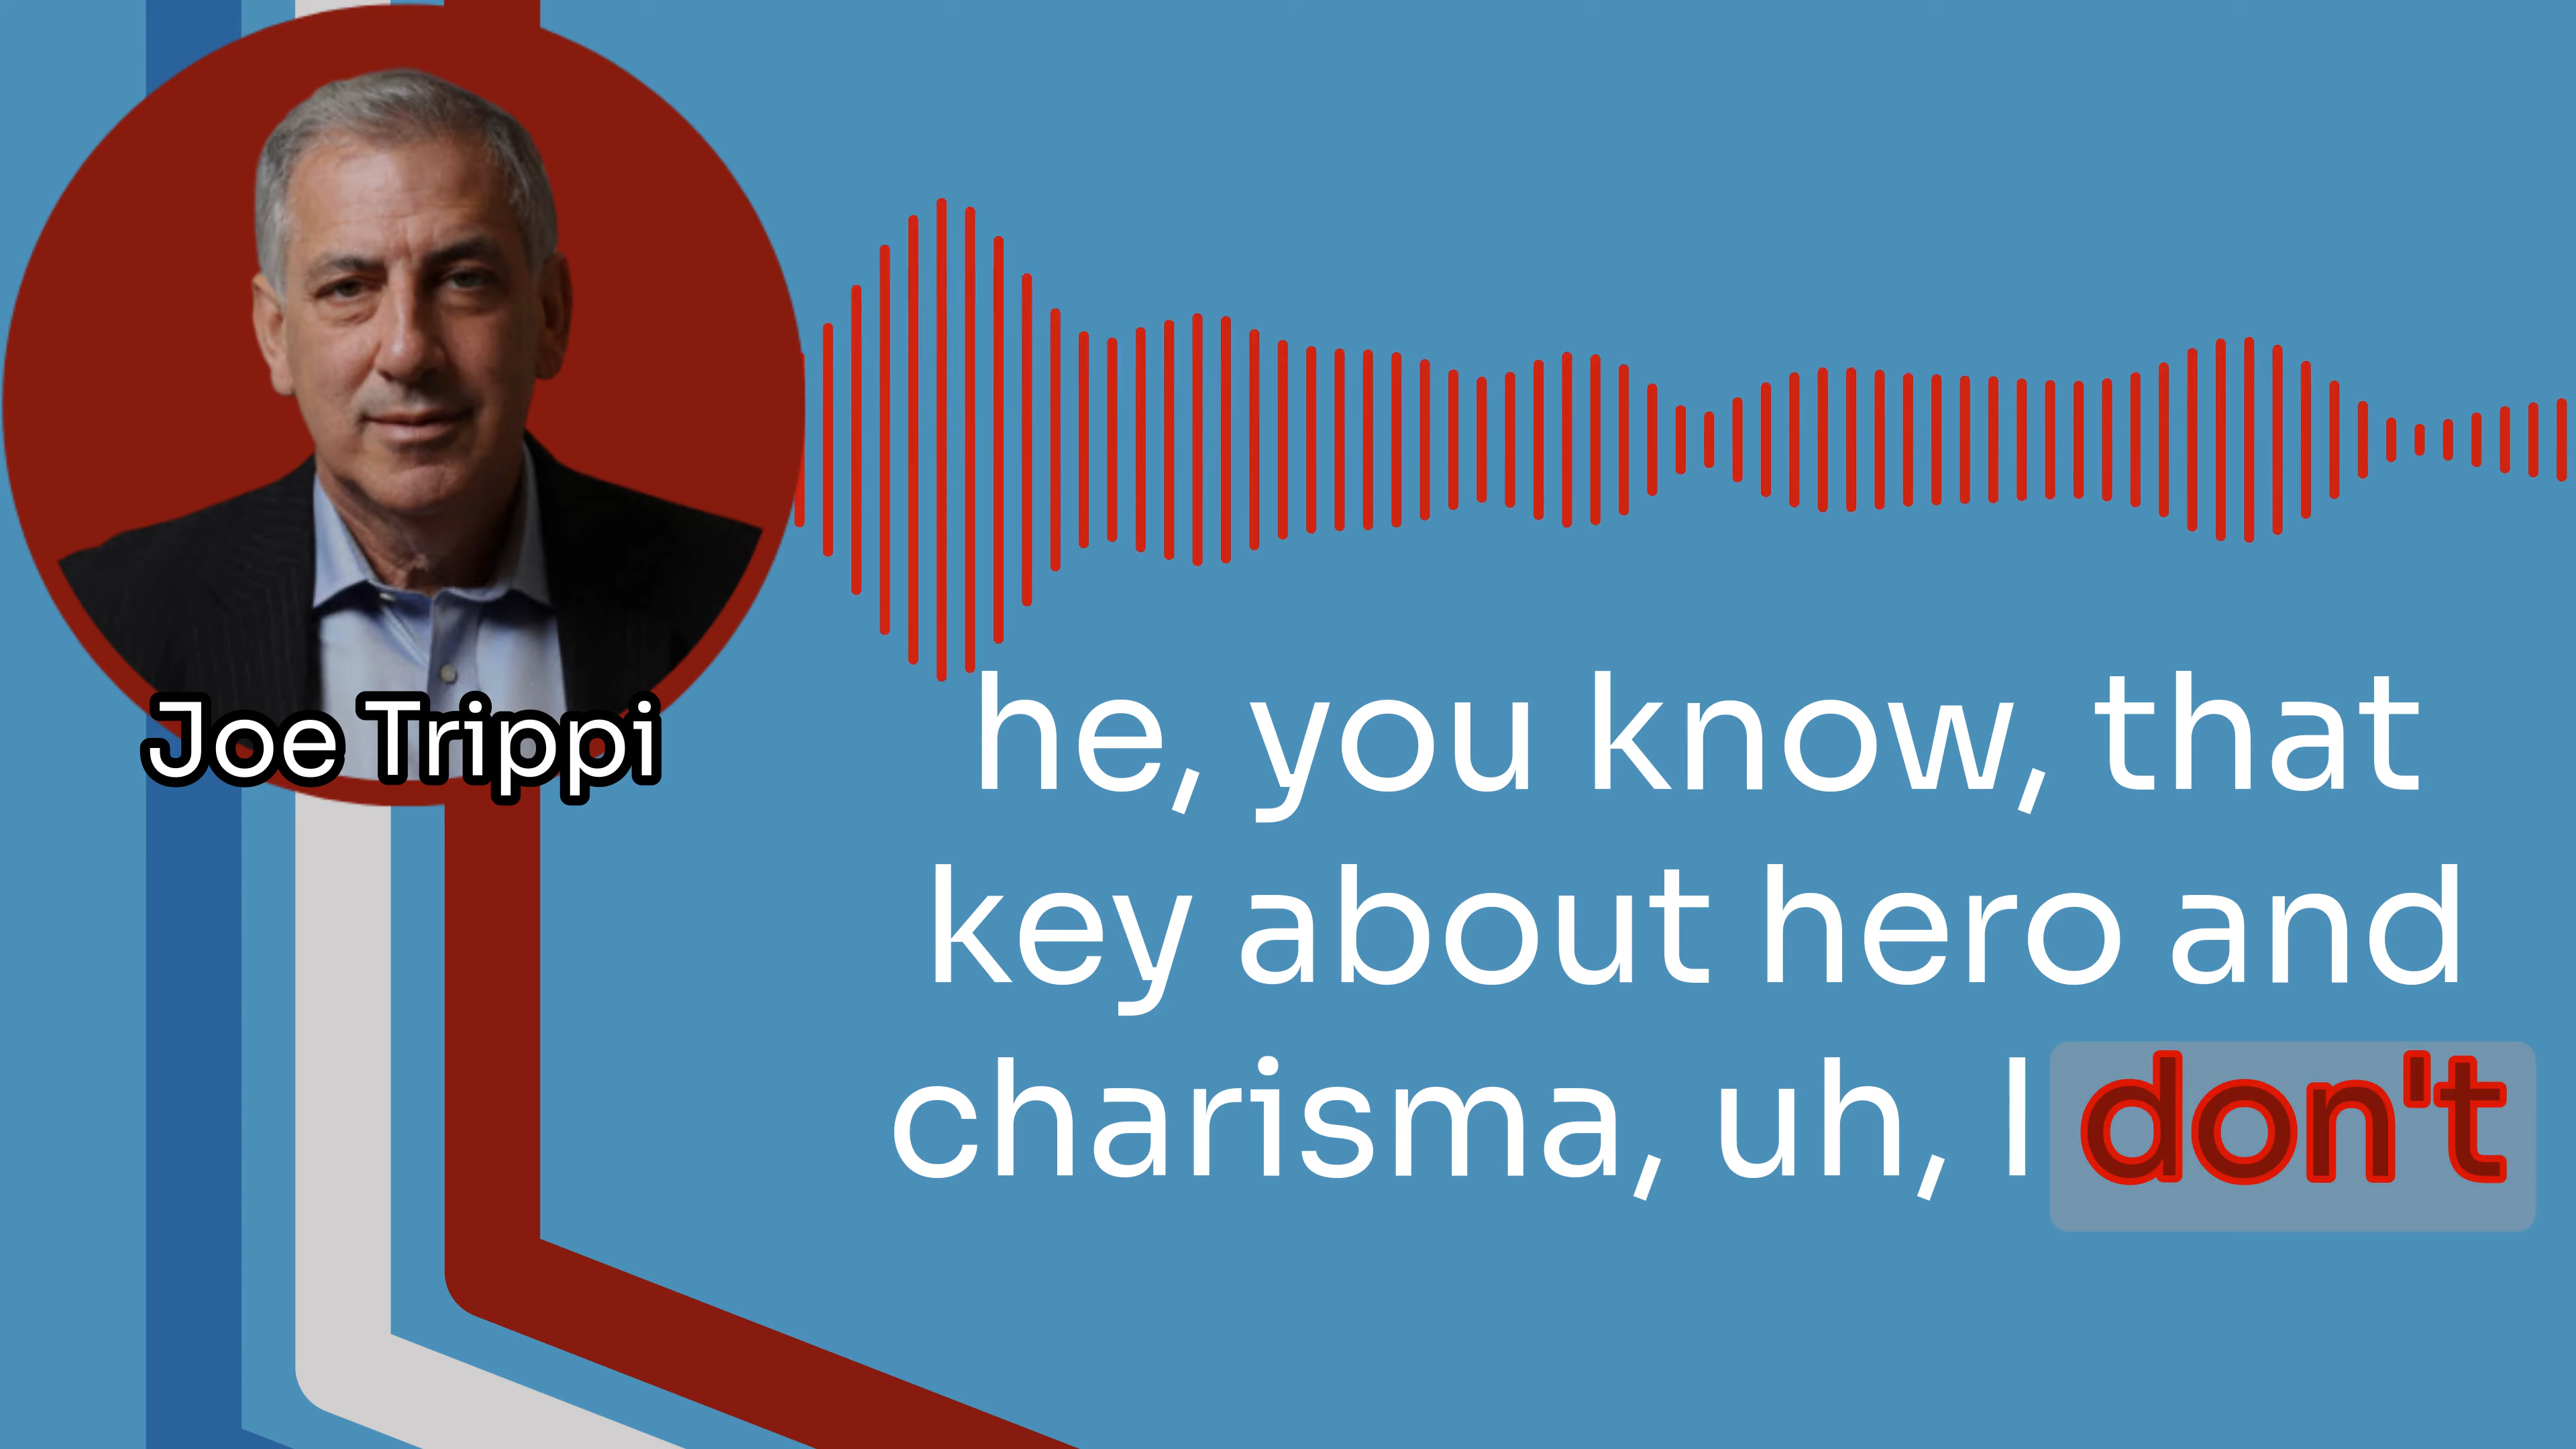 Joe Trippi
he, you know, that
key about hero and
charisma, uh, I don't